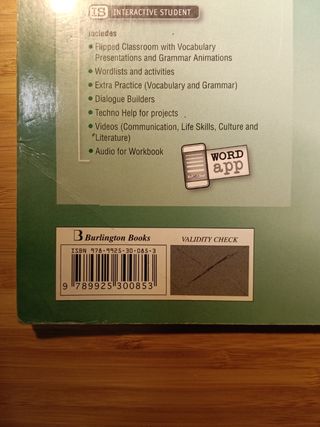 IS INTERACTIVE STUDENT
includes
• Flipped Classroom with Vocabulary
Presentations and Grammar Animations
• Wordlists and activities
• Extra Practice (Vocabulary and Grammar)
• Dialogue Builders
• Techno Help for projects
• Videos (Communication, Life Skills, Culture and
Literature)
• Audio for Workbook
WORD
app
B Burlington Books
VALIDITY CHECK
ISBN 978-9925-30-085-3
9 789925 300853